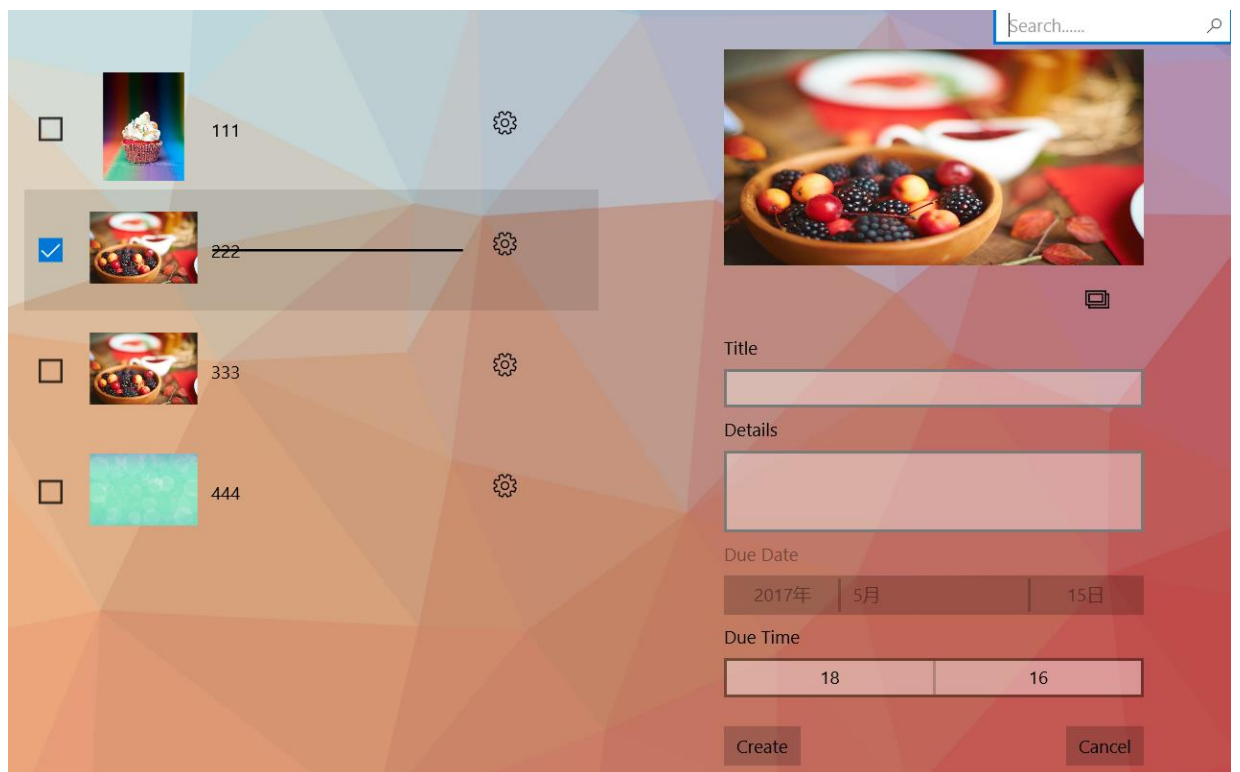 Search......
111
222
333
444
Title
Details
Due Date
2017年 5月 15日
Due Time
18 16
Create Cancel